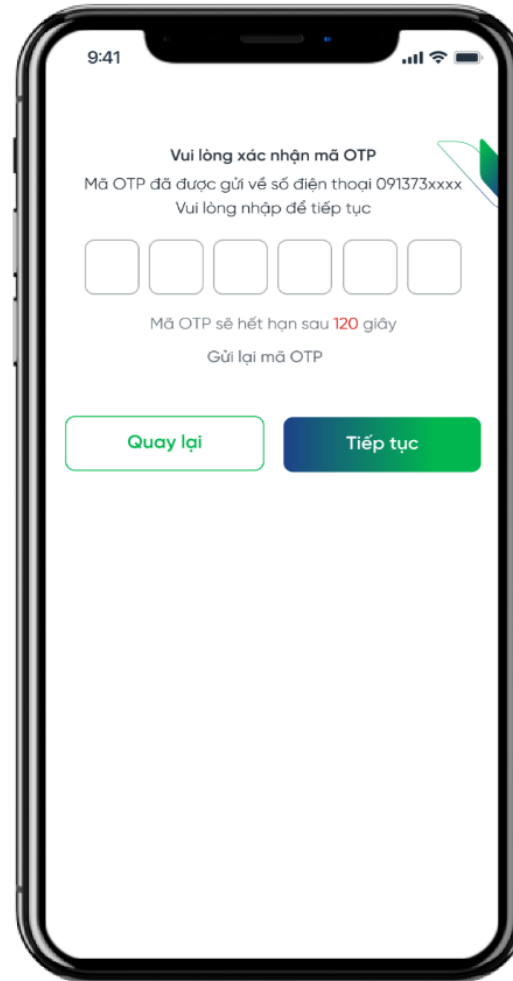 9:41
Vui lòng xác nhận mã OTP
Mã OTP đã được gửi về số điện thoại 091373xxxx
Vui lòng nhập để tiếp tục
Mã OTP sẽ hết hạn sau 120 giây
Gửi lại mã OTP
Quay lại
Tiếp tục